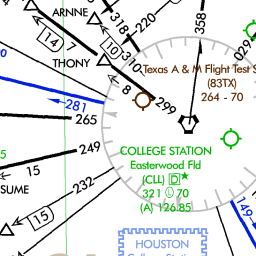 ARNNE
318
220
358
029
14
7
10
310
THONY
Texas A & M Flight Test S
(83TX)
264 - 70
8
299
281
265
249
COLLEGE STATION
Easterwood Fld
(CLL) D★
321 70
(A) 126.85
5
15
SUME
232
15
149
HOUSTON